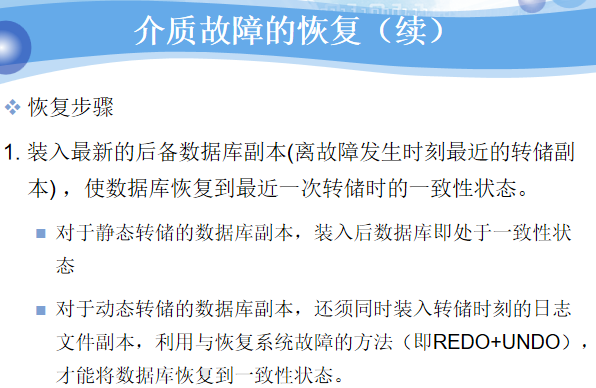 介质故障的恢复（续）
恢复步骤
1. 装入最新的后备数据库副本(离故障发生时刻最近的转储副
本) ，使数据库恢复到最近一次转储时的一致性状态。
对于静态转储的数据库副本，装入后数据库即处于一致性状
态
对于动态转储的数据库副本，还须同时装入转储时刻的日志
文件副本，利用与恢复系统故障的方法（即REDO+UNDO），
才能将数据库恢复到一致性状态。